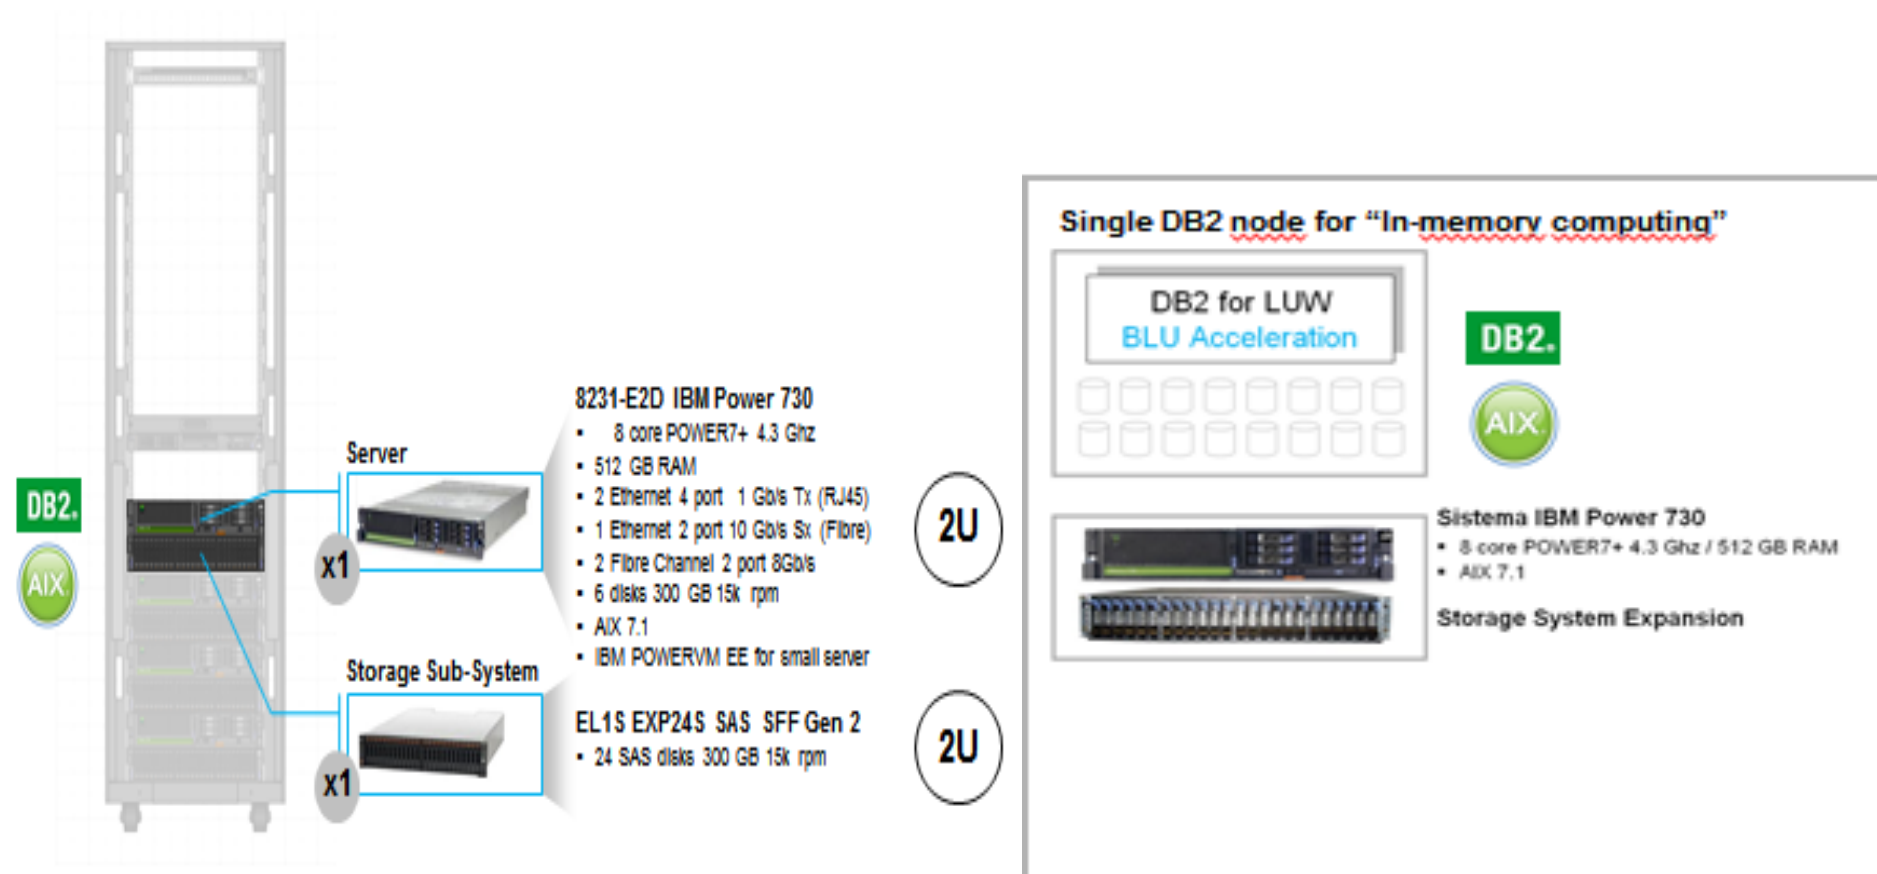 DB2.
AIX
Server
x1
8231-E2D IBM Power 730
▪ 8 core POWER7+ 4.3 Ghz
▪ 512 GB RAM
▪ 2 Ethernet 4 port 1 Gb/s Tx (RJ45)
▪ 1 Ethernet 2 port 10 Gb/s Sx (Fibre)
▪ 2 Fibre Channel 2 port 8Gb/s
▪ 6 disks 300 GB 15k rpm
▪ AIX 7.1
▪ IBM POWERVM EE for small server
2U
Storage Sub-System
x1
EL1S EXP24S SAS SFF Gen 2
▪ 24 SAS disks 300 GB 15k rpm
2U
Single DB2 node for “In-memory computing”
DB2 for LUW
BLU Acceleration
DB2.
AIX
Sistema IBM Power 730
▪ 8 core POWER7+ 4.3 Ghz / 512 GB RAM
▪ AIX 7.1
Storage System Expansion